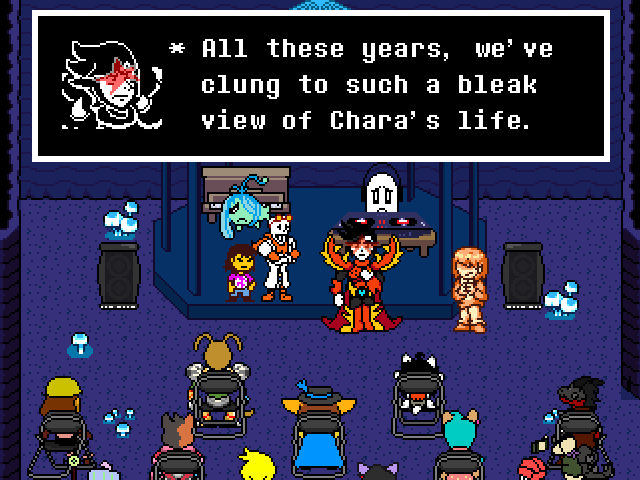 * All these years, we've
clung to such a bleak
view of Chara's life.